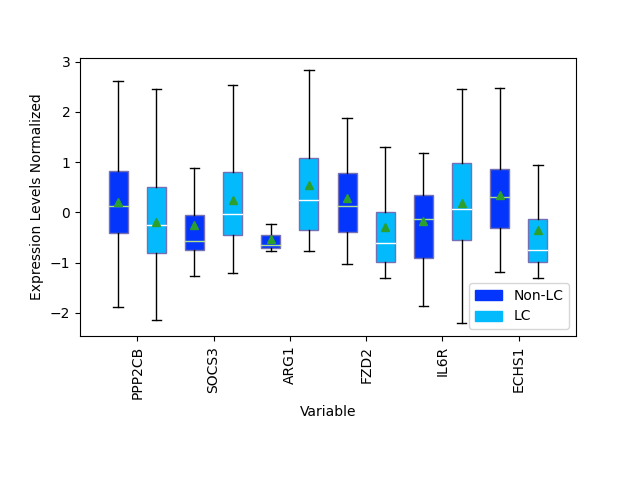 3
2
1
0
−1
−2
Expression Levels Normalized
PPP2CB
SOCS3
ARG1
FZD2
IL6R
ECHS1
Variable
Non-LC
LC